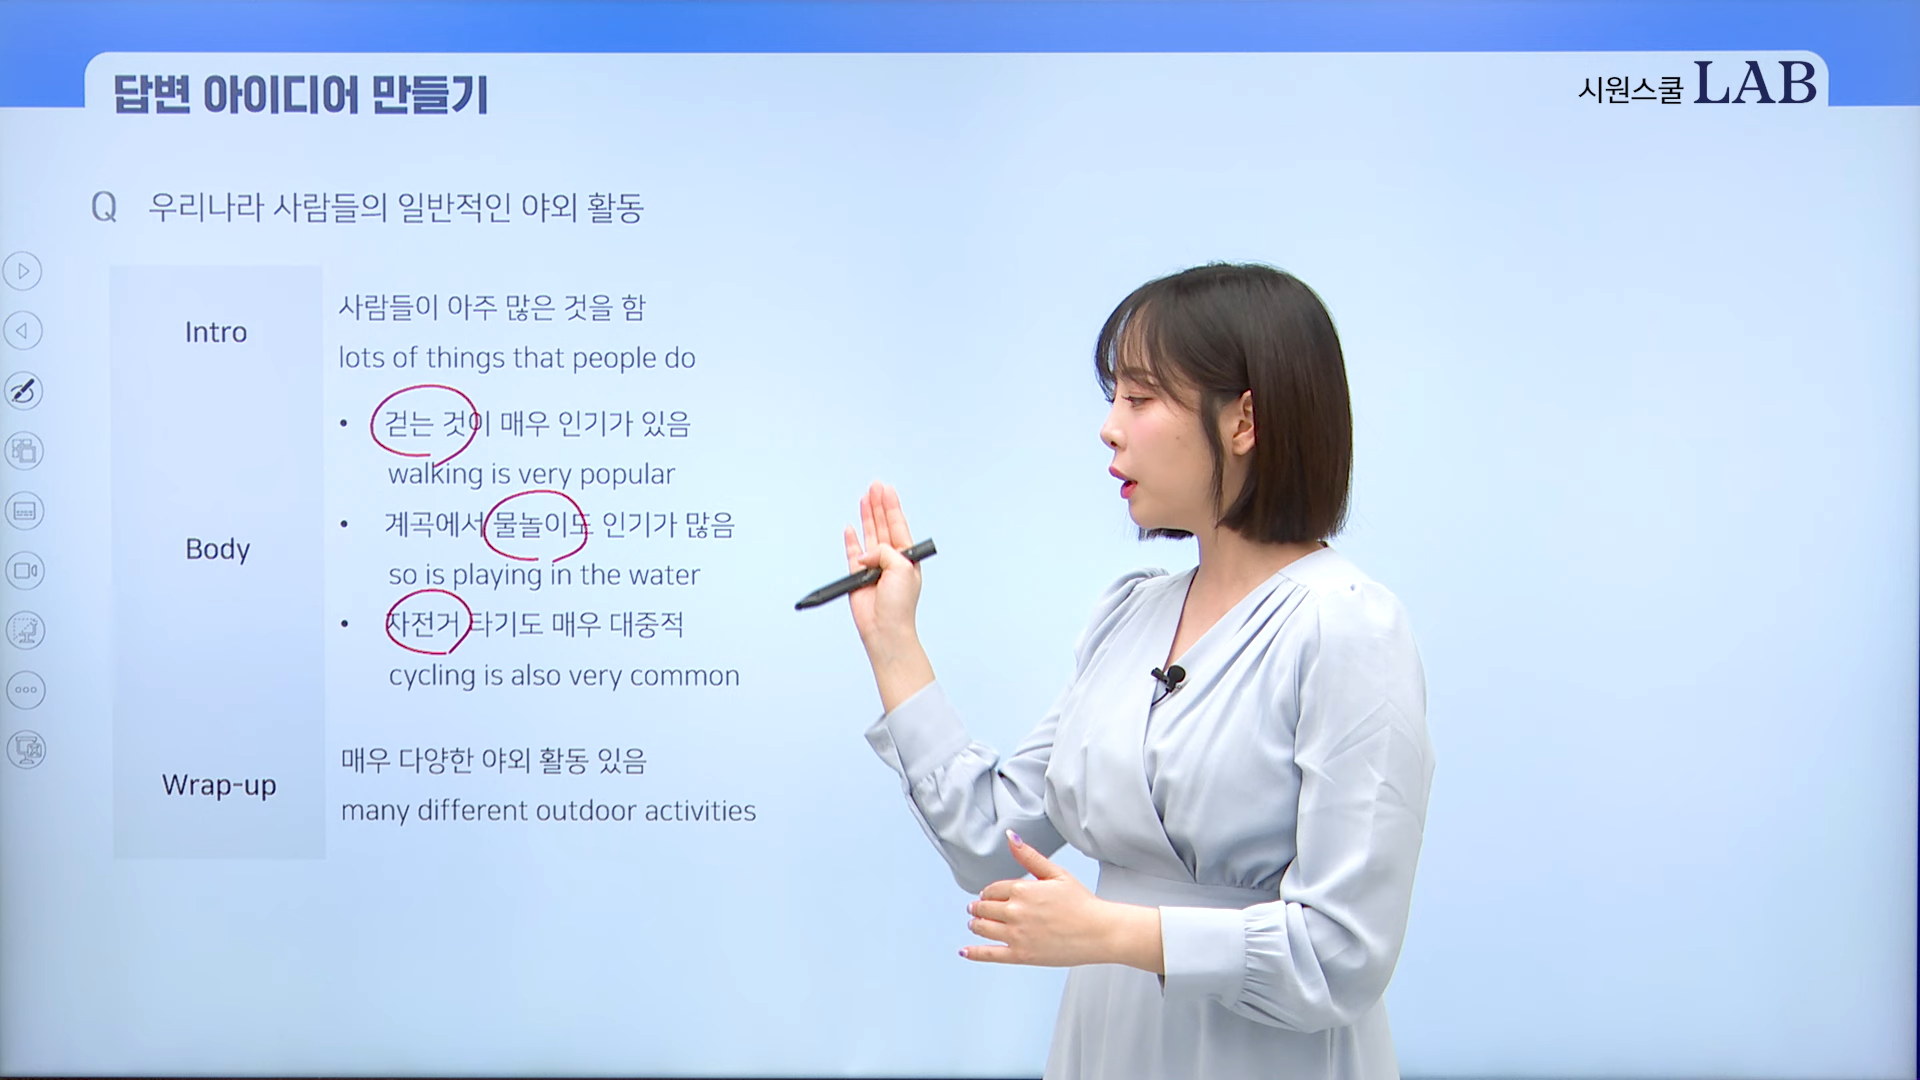 답변 아이디어 만들기
시원스쿨 LAB
Q 우리나라 사람들의 일반적인 야외 활동
Intro
사람들이 아주 많은 것을 함
lots of things that people do
Body
• 걷는 것이 매우 인기가 있음
walking is very popular
• 계곡에서 물놀이도 인기가 많음
so is playing in the water
• 자전거 타기도 매우 대중적
cycling is also very common
Wrap-up
매우 다양한 야외 활동 있음
many different outdoor activities